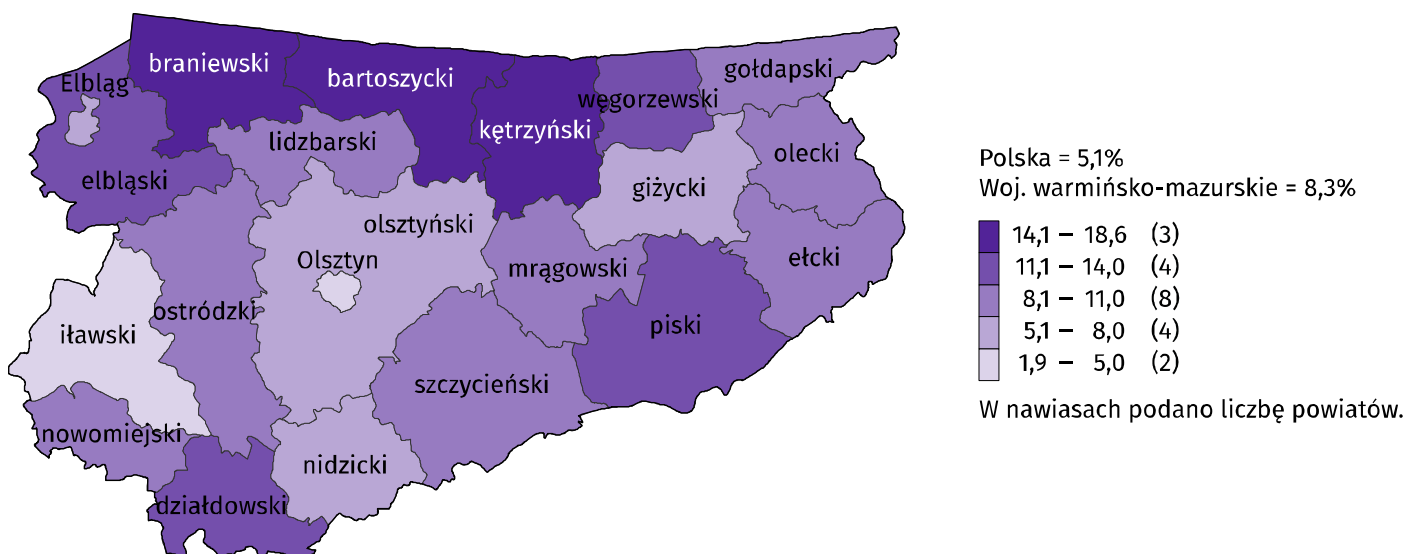 braniewski
bartoszycki
gołdapski
Elbląg
węgorzewski
kętrzyński
lidzbarski
olecki
elbląski
giżycki
olsztyński
ełcki
Olsztyn
mrągowski
ostródzki
piski
iławski
szczycieński
nowomiejski
nidzicki
działdowski
Polska = 5,1%
Woj. warmińsko-mazurskie = 8,3%
14,1 – 18,6 (3)
11,1 – 14,0 (4)
8,1 – 11,0 (8)
5,1 – 8,0 (4)
1,9 – 5,0 (2)
W nawiasach podano liczbę powiatów.